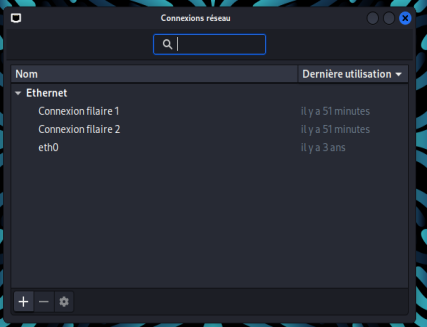 Connexions réseau
Nom Dernière utilisation
Ethernet
Connexion filaire 1 il y a 51 minutes
Connexion filaire 2 il y a 51 minutes
eth0 il y a 3 ans